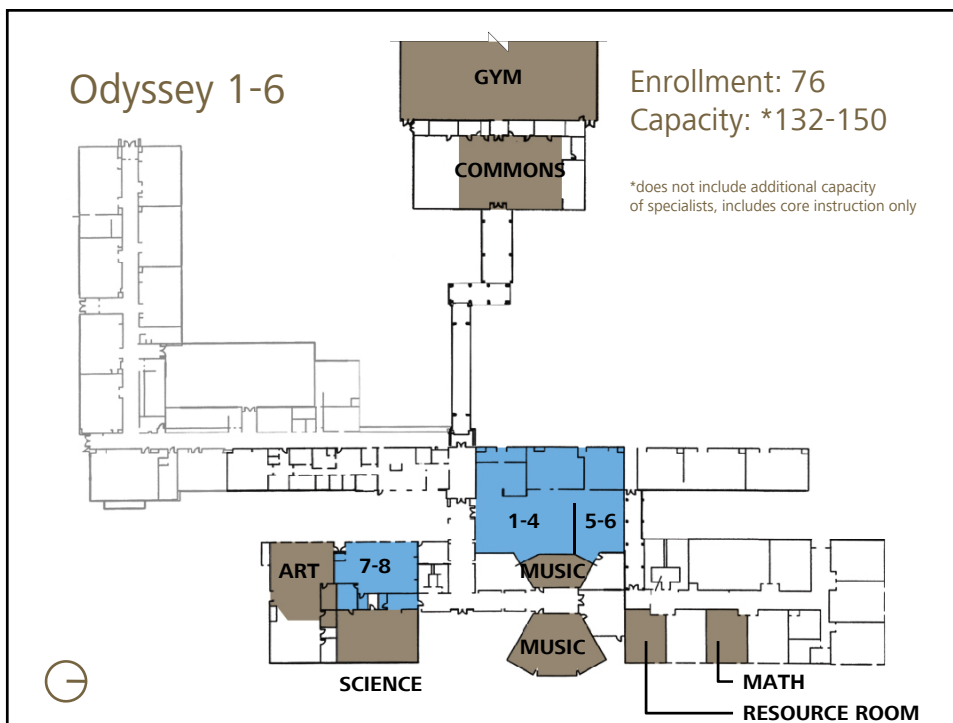 Odyssey 1-6
GYM
Enrollment: 76
Capacity: *132-150
COMMONS
*does not include additional capacity
of specialists, includes core instruction only
1-4
5-6
7-8
ART
MUSIC
MUSIC
SCIENCE
MATH
RESOURCE ROOM